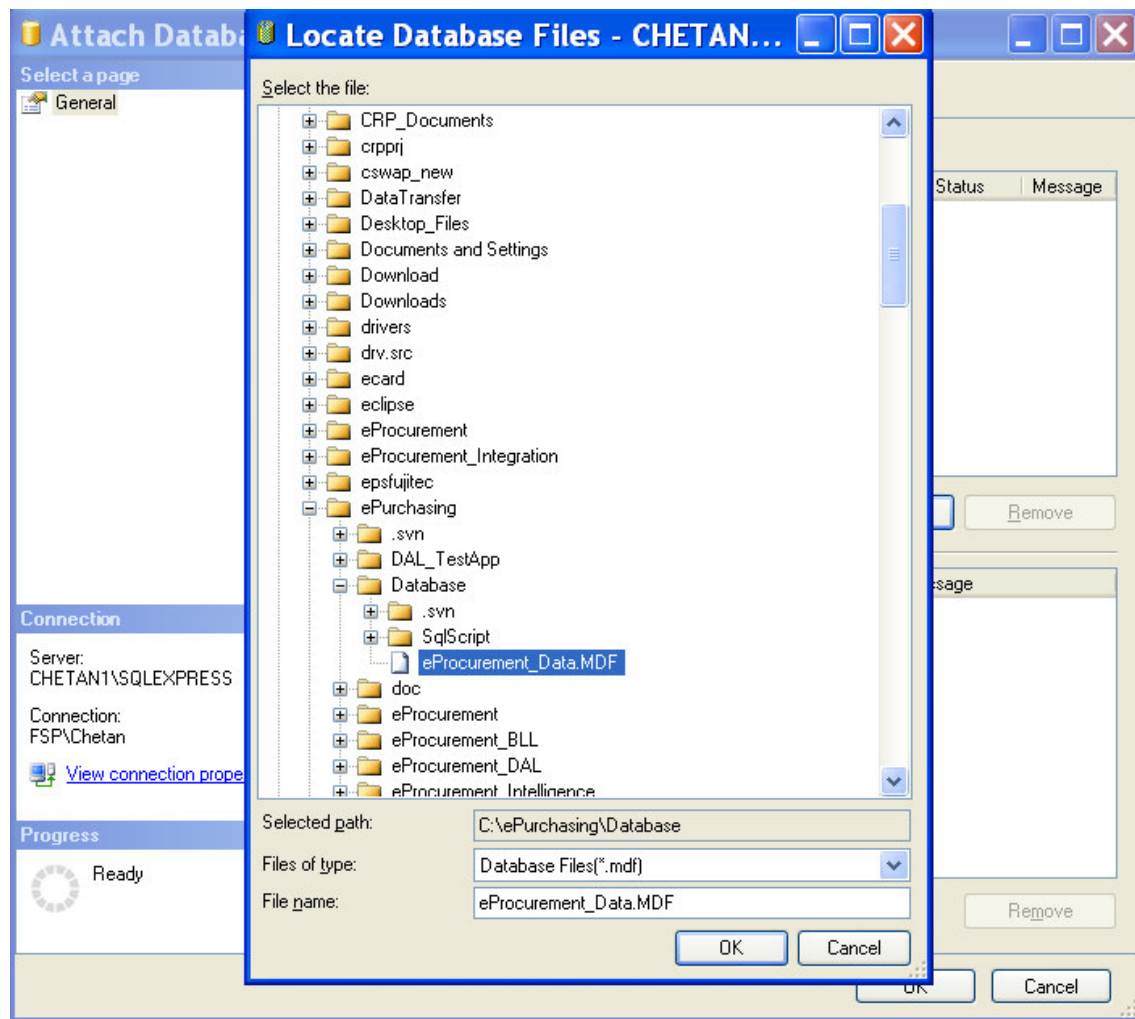 Attach Databa
Locate Database Files - CHETAN...
Select a page
General
Select the file:
CRP_Documents
crpprj
cswap_new
DataTransfer
Desktop_Files
Documents and Settings
Download
Downloads
drivers
drv.src
ecard
eclipse
eProcurement
eProcurement_Integration
epsfujitec
ePurchasing
.svn
DAL_TestApp
Database
.svn
SqlScript
eProcurement_Data.MDF
doc
eProcurement
eProcurement_BLL
eProcurement_DAL
eProcurement_Intelligence
Status Message
Remove
ssage
Connection
Server:
CHETAN1\SQLEXPRESS
Connection:
FSP\Chetan
View connection prope
Progress
Ready
Selected path: C:\ePurchasing\Database
Files of type: Database Files(*.mdf)
File name: eProcurement_Data.MDF
OK Cancel
Remove
OK Cancel